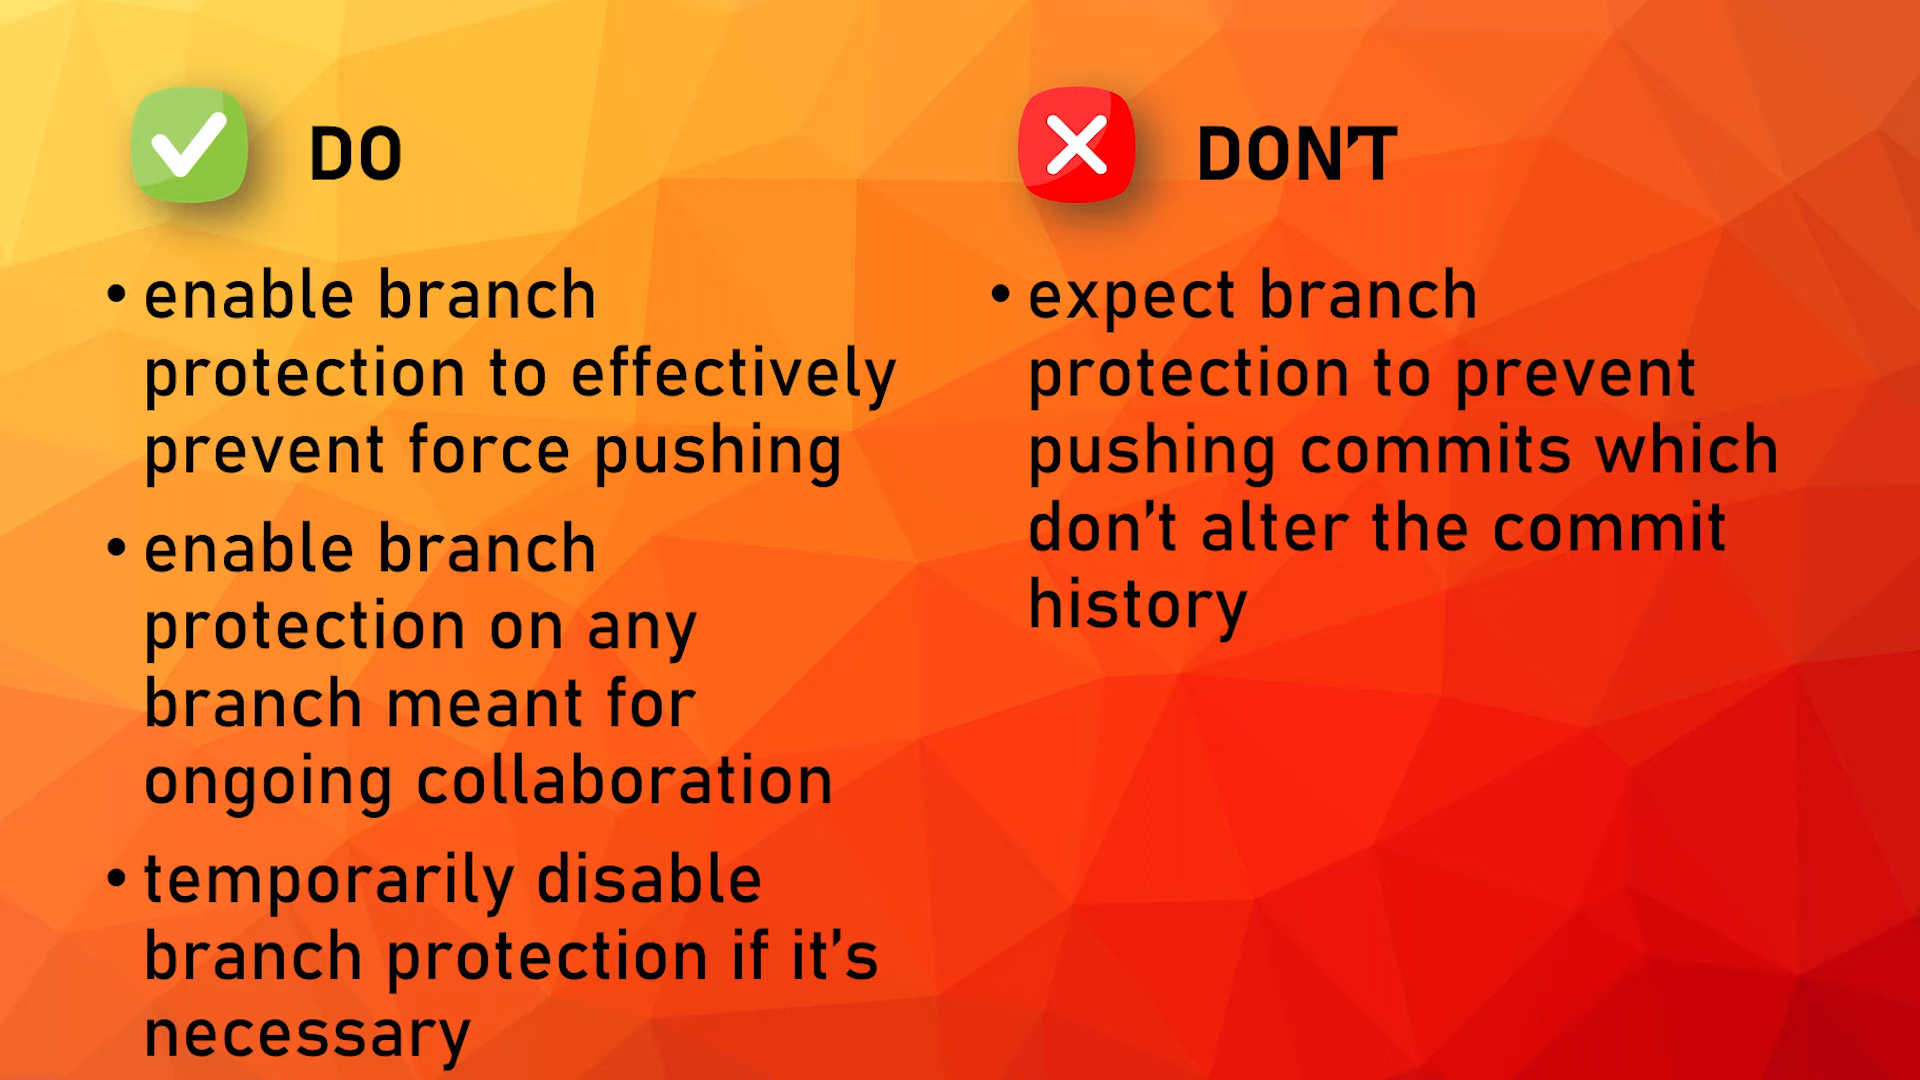 DO
• enable branch
protection to effectively
prevent force pushing
• enable branch
protection on any
branch meant for
ongoing collaboration
• temporarily disable
branch protection if it’s
necessary
DON’T
• expect branch
protection to prevent
pushing commits which
don’t alter the commit
history